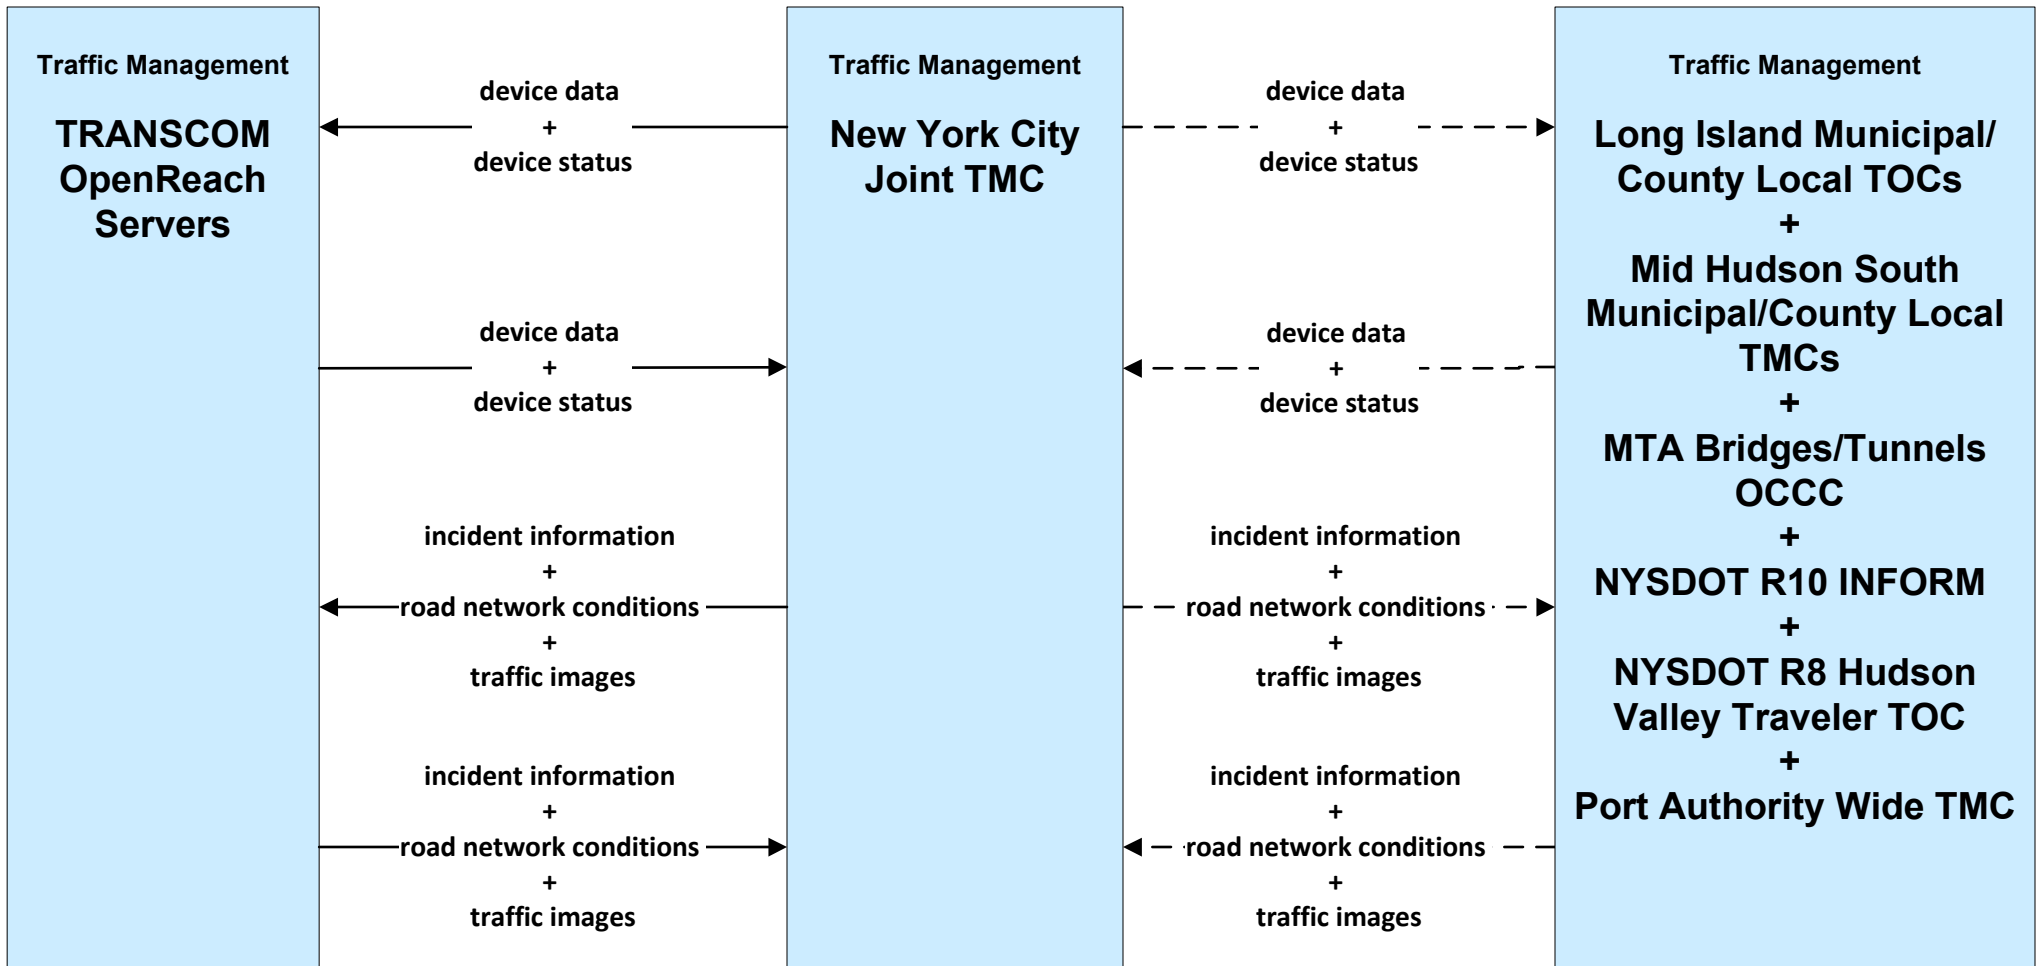 Traffic Management
TRANSCOM
OpenReach
Servers
device data
+
device status
device data
+
device status
incident information
+
road network conditions
+
traffic images
incident information
+
road network conditions
+
traffic images
Traffic Management
New York City
Joint TMC
device data
+
device status
device data
+
device status
incident information
+
road network conditions
+
traffic images
incident information
+
road network conditions
+
traffic images
Traffic Management
Long Island Municipal/
County Local TOCs
+
Mid Hudson South
Municipal/County Local
TMCs
+
MTA Bridges/Tunnels
OCCC
+
NYSDOT R10 INFORM
+
NYSDOT R8 Hudson
Valley Traveler TOC
+
Port Authority Wide TMC